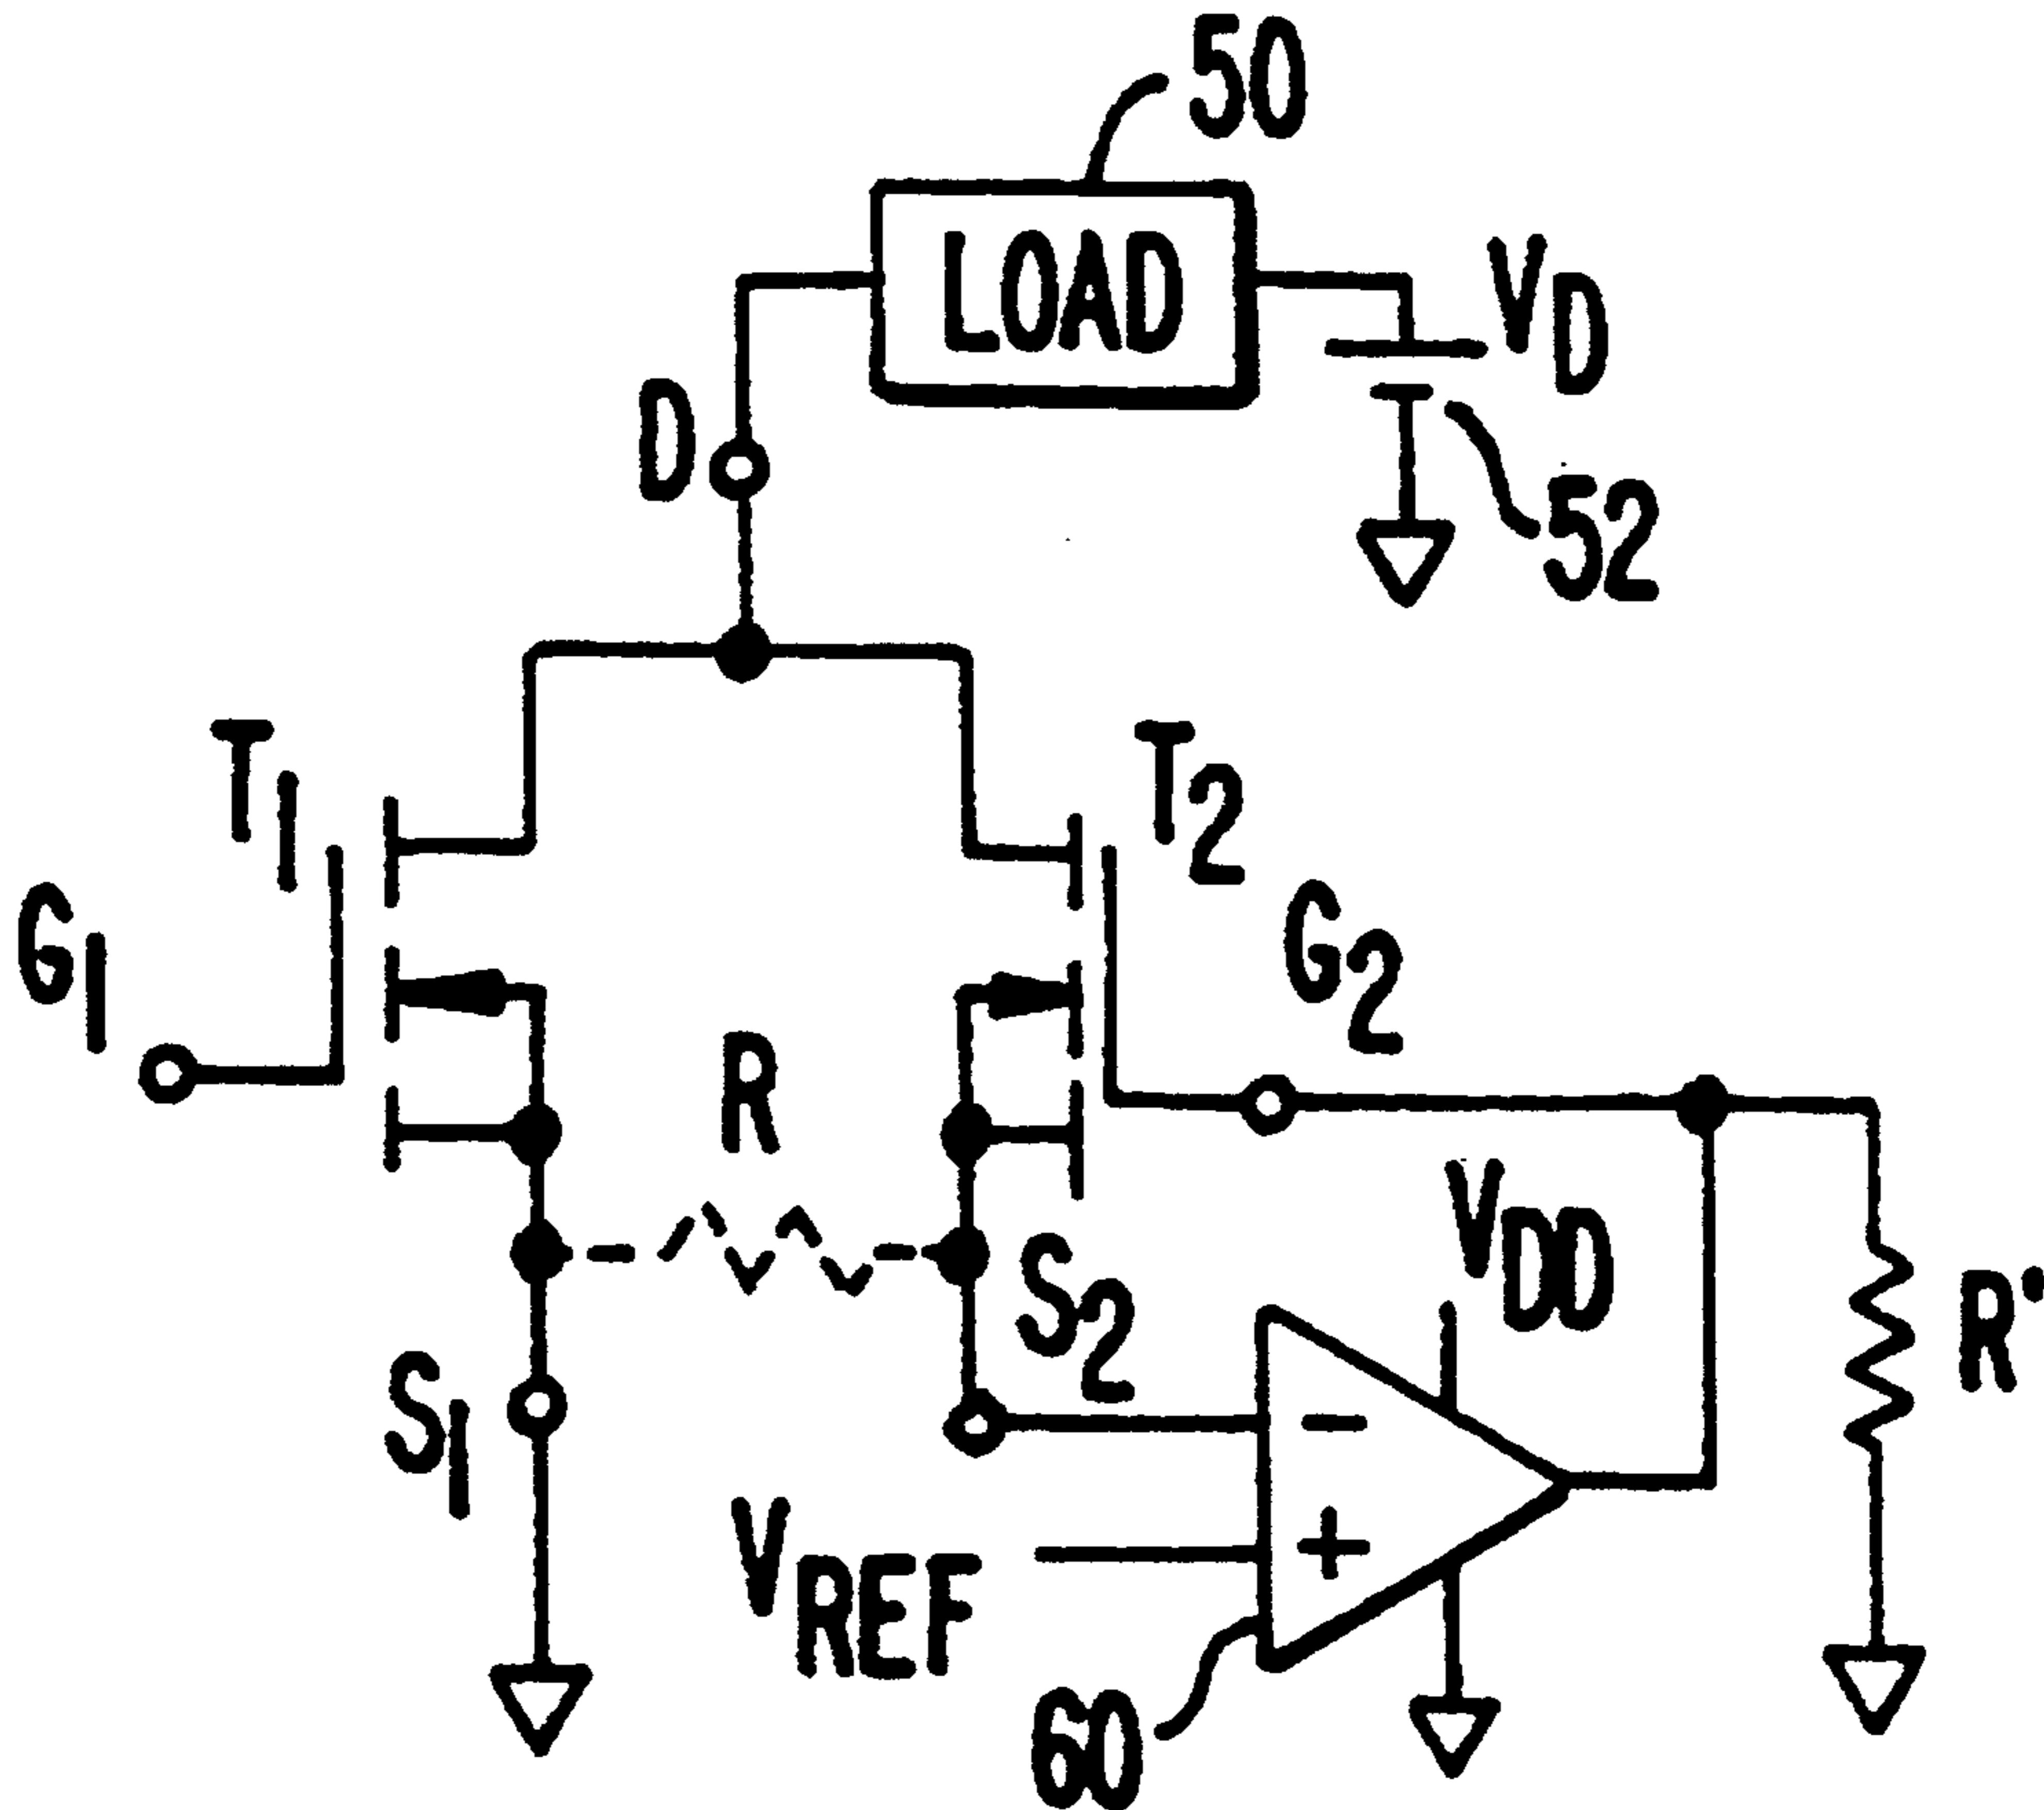 50
LOAD
VD
D
52
T1
T2
G1
G2
R
VDD
S2
R'
S1
VREF
-
+
60